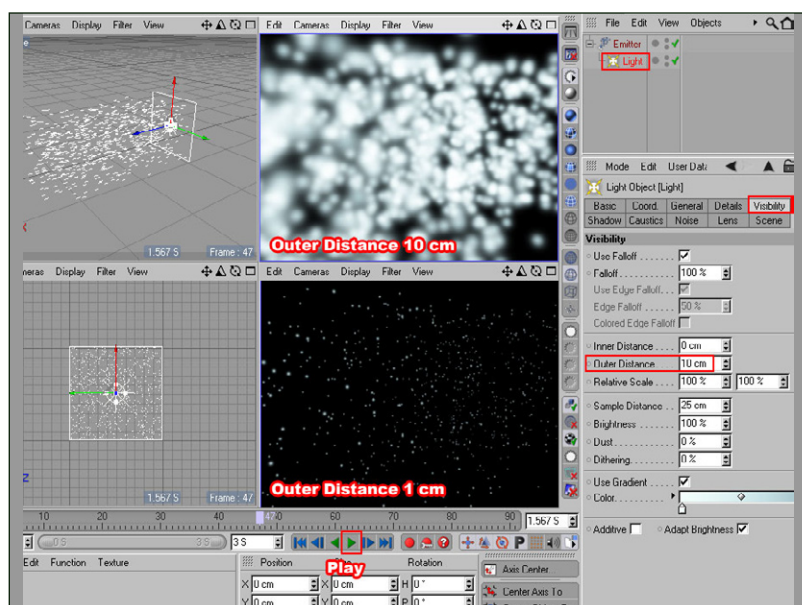 Cameras Display Filter View
Edit Cameras Display Filter View
File Edit View Objects
Emitter
Light
1.567 S Frame : 47
Outer Distance 10 cm
Display Filter View
Edit Cameras Display Filter View
1.567 S Frame : 47
Outer Distance 1 cm
Mode Edit User Data
Light Object [Light]
Basic Coord. General Details Visibility
Shadow Caustics Noise Lens Scene
Visibility
Use Falloff
Falloff 100 %
Use Edge Falloff
Edge Falloff 50 %
Colored Edge Falloff
Inner Distance 0 cm
Outer Distance 10 cm
Relative Scale 100 % 100 %
Sample Distance 25 cm
Brightness 100 %
Dust 0 %
Dithering 0 %
Use Gradient
Color
Additive Adapt Brightness
10 20 30 40 47 60 70 80 90 1.567 S
0 S 3 S 3 S
Play
Edit Function Texture
Position Rotation
X 0 cm X 0 cm H 0 °
Y 0 cm Y 0 cm P 0 °
Axis Center...
Center Axis To